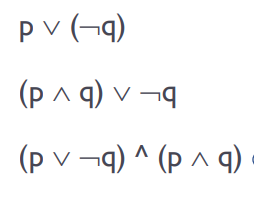 p ∨ (¬q)
(p ∧ q) ∨ ¬q
(p ∨ ¬q) ^ (p ∧ q)